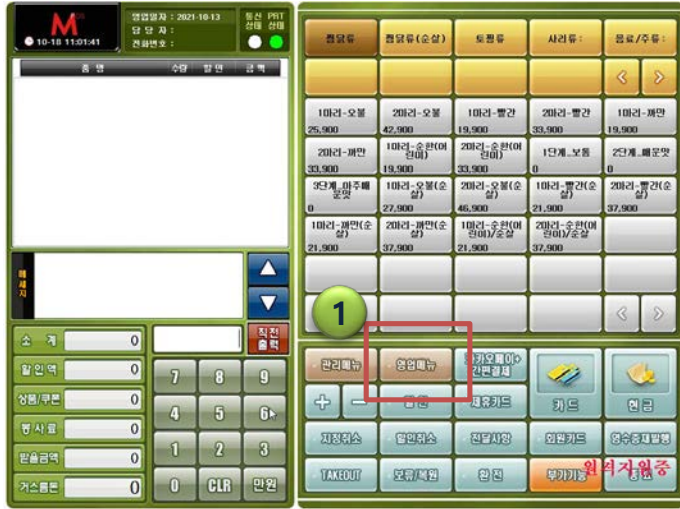 M
10-18 11:01:41
영업일자 : 2021-10-13
담 당 자 :
전화번호 :
통신 PRT
상태 상태
품 명 수량 할인 금 액
메세지
소 계 0
할인액 0
상품/쿠폰 0
봉사료 0
받을금액 0
거스름돈 0
직전
출력
7 8 9
4 5 6
1 2 3
0 CLR 만원
찜닭류 찜닭류(순살) 토핑류 사리류: 음료/주류:
1마리-오불 2마리-오불 1마리-빨간 2마리-빨간 1마리-까만
25,900 42,900 19,900 33,900 19,900
2마리-까만 1마리-순한(어린이) 2마리-순한(어린이) 1단계_보통 2단계_매운맛
33,900 19,900 33,900 0 0
3단계_아주매운맛 1마리-오불(순살) 2마리-오불(순살) 1마리-빨간(순살) 2마리-빨간(순살)
0 27,900 46,900 21,900 37,900
1마리-까만(순살) 2마리-까만(순살) 1마리-순한(어린이)/순살 2마리-순한(어린이)/순살
21,900 37,900 21,900 37,900
1
관리메뉴 영업메뉴 카카오페이+
간편결제
카드 현금
+ − 할인 제휴카드
지정취소 할인취소 전달사항 회원카드 영수증재발행
TAKEOUT 보류/복원 환전 부가기능 종료
원격지원중